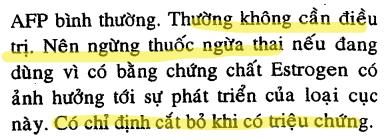 AFP bình thường. Thường không cần điều
trị. Nên ngừng thuốc ngừa thai nếu đang
dùng vì có bằng chứng chất Estrogen có
ảnh hưởng tới sự phát triển của loại cục
này. Có chỉ định cắt bỏ khi có triệu chứng.